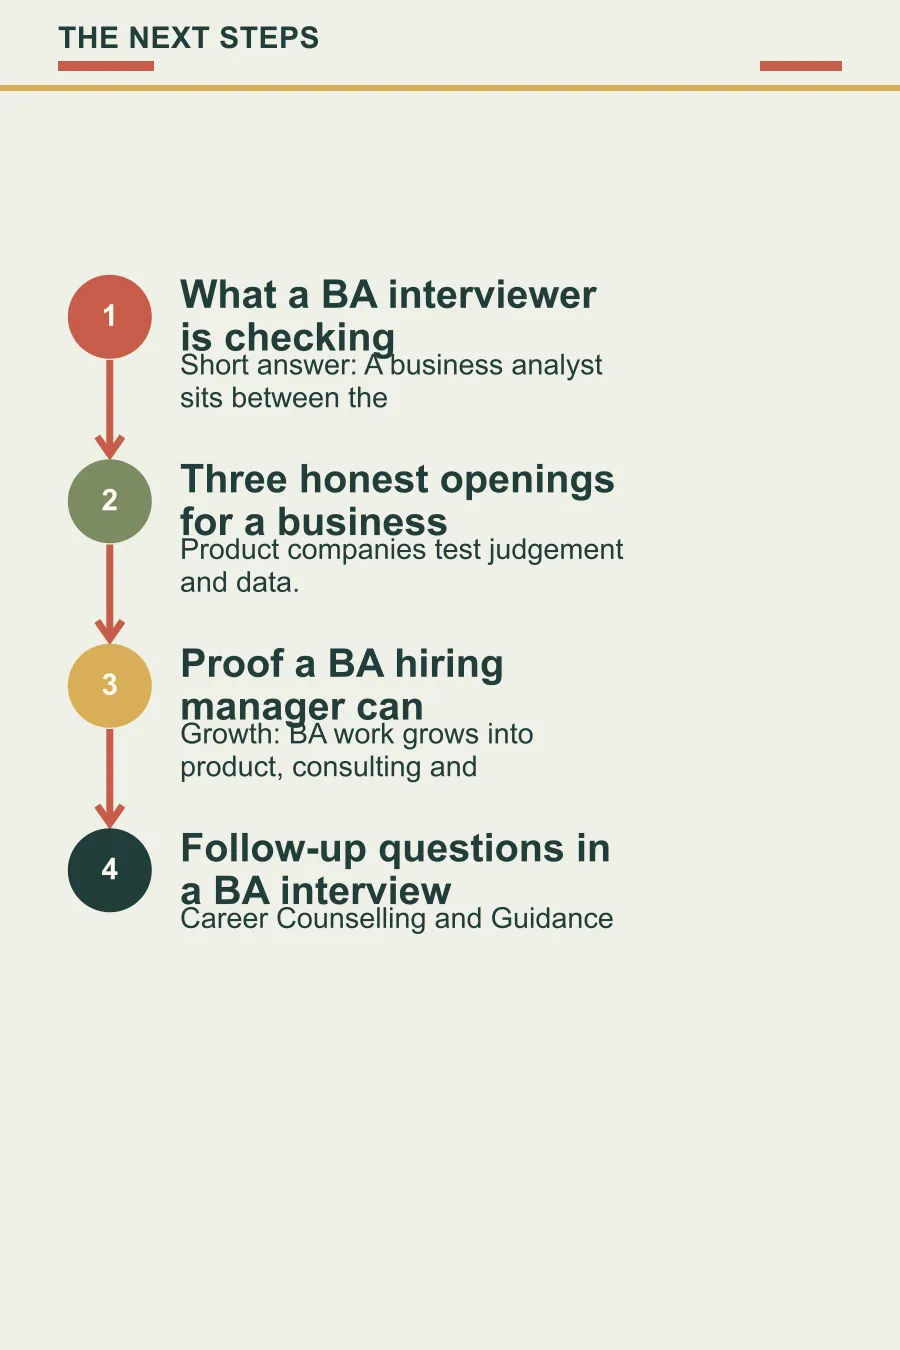 THE NEXT STEPS
1
What a BA interviewer
is checking
Short answer: A business analyst
sits between the
2
Three honest openings
for a business
Product companies test judgement
and data.
3
Proof a BA hiring
manager can
Growth: BA work grows into
product, consulting and
4
Follow-up questions in
a BA interview
Career Counselling and Guidance